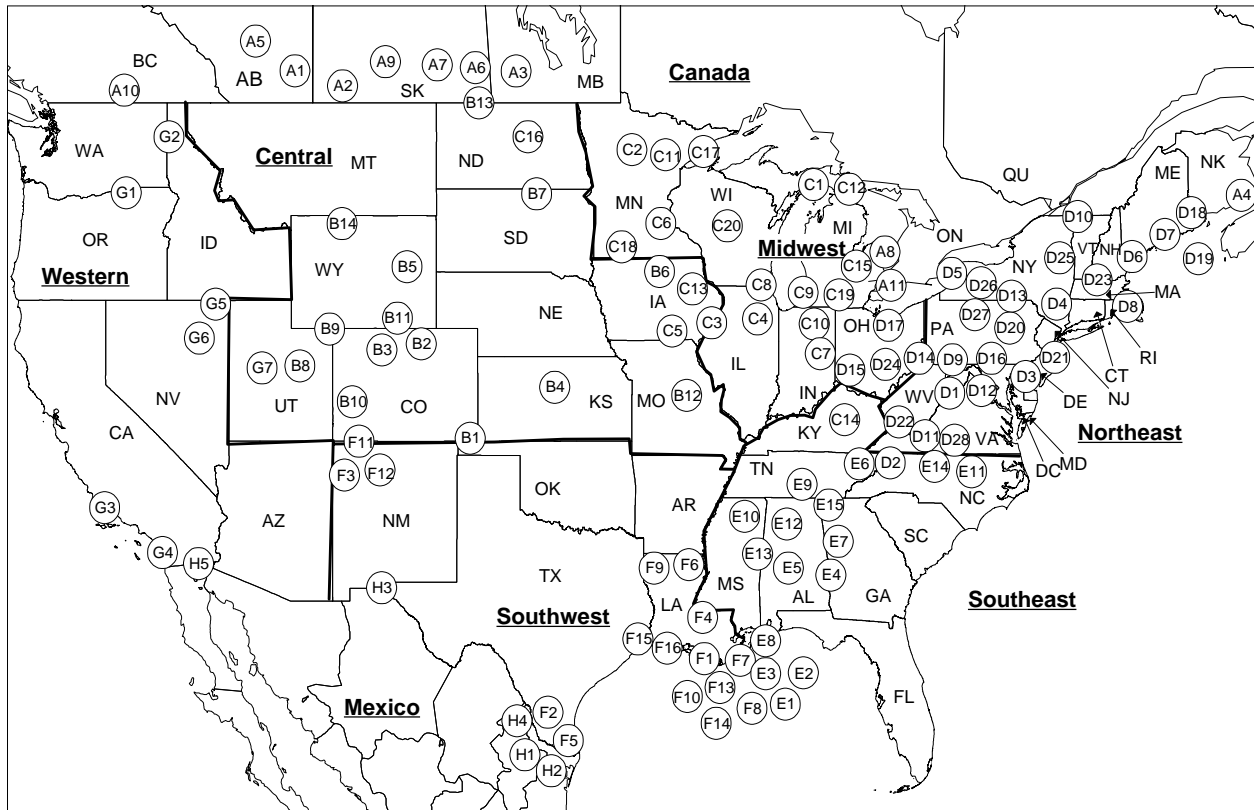 A5
BC
A9
A7
A6
A3
A1
AB
A2
SK
MB
Canada
A10
B13
G2
WA
C16
C2
C11
C17
NK
Central
MT
ND
ME
QU
C1
C12
A4
G1
B7
MN
WI
D10
D18
B14
C6
C20
MI
OR
ID
SD
ON
D7
Midwest
C18
A8
NY
VT
NH
D6
D25
D19
Western
WY
B5
B6
C15
D5
C13
C8
A11
D26
D23
MA
G5
IA
C9
C19
D13
D4
D8
NE
B11
C3
C4
D27
G6
B9
C5
C10
OH
D17
PA
D20
B2
B3
IL
C7
D14
D9
D16
D21
RI
G7
B8
D15
D24
CT
D3
B4
IN
WV
D1
D12
NJ
NV
UT
B10
CO
KS
MO
B12
DE
C14
D22
CA
KY
D11
D28
VA
Northeast
F11
B1
MD
TN
E6
D2
E14
E11
DC
F3
F12
E9
NC
OK
G3
AR
E15
AZ
NM
E10
E12
SC
E7
G4
E13
H5
F9
F6
E5
E4
TX
MS
AL
GA
H3
Southeast
LA
Southwest
F4
F15
F16
E8
F1
F7
E3
E2
F13
F10
FL
Mexico
F2
F8
E1
H4
F14
F5
H1
H2